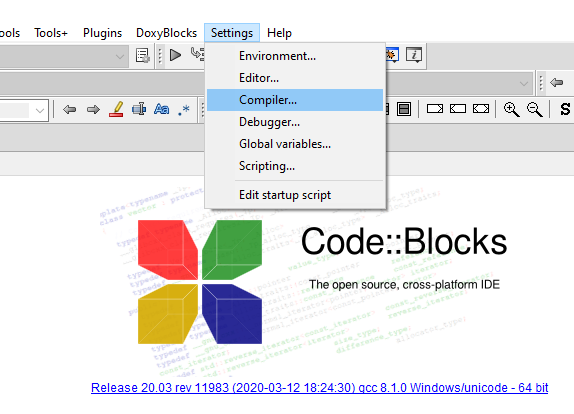 ools Tools+ Plugins DoxyBlocks Settings Help
Environment...
Editor...
Compiler...
Debugger...
Global variables...
Scripting...
Edit startup script
Aa .*
S
Code::Blocks
The open source, cross-platform IDE
Release 20.03 rev 11983 (2020-03-12 18:24:30) gcc 8.1.0 Windows/unicode - 64 bit